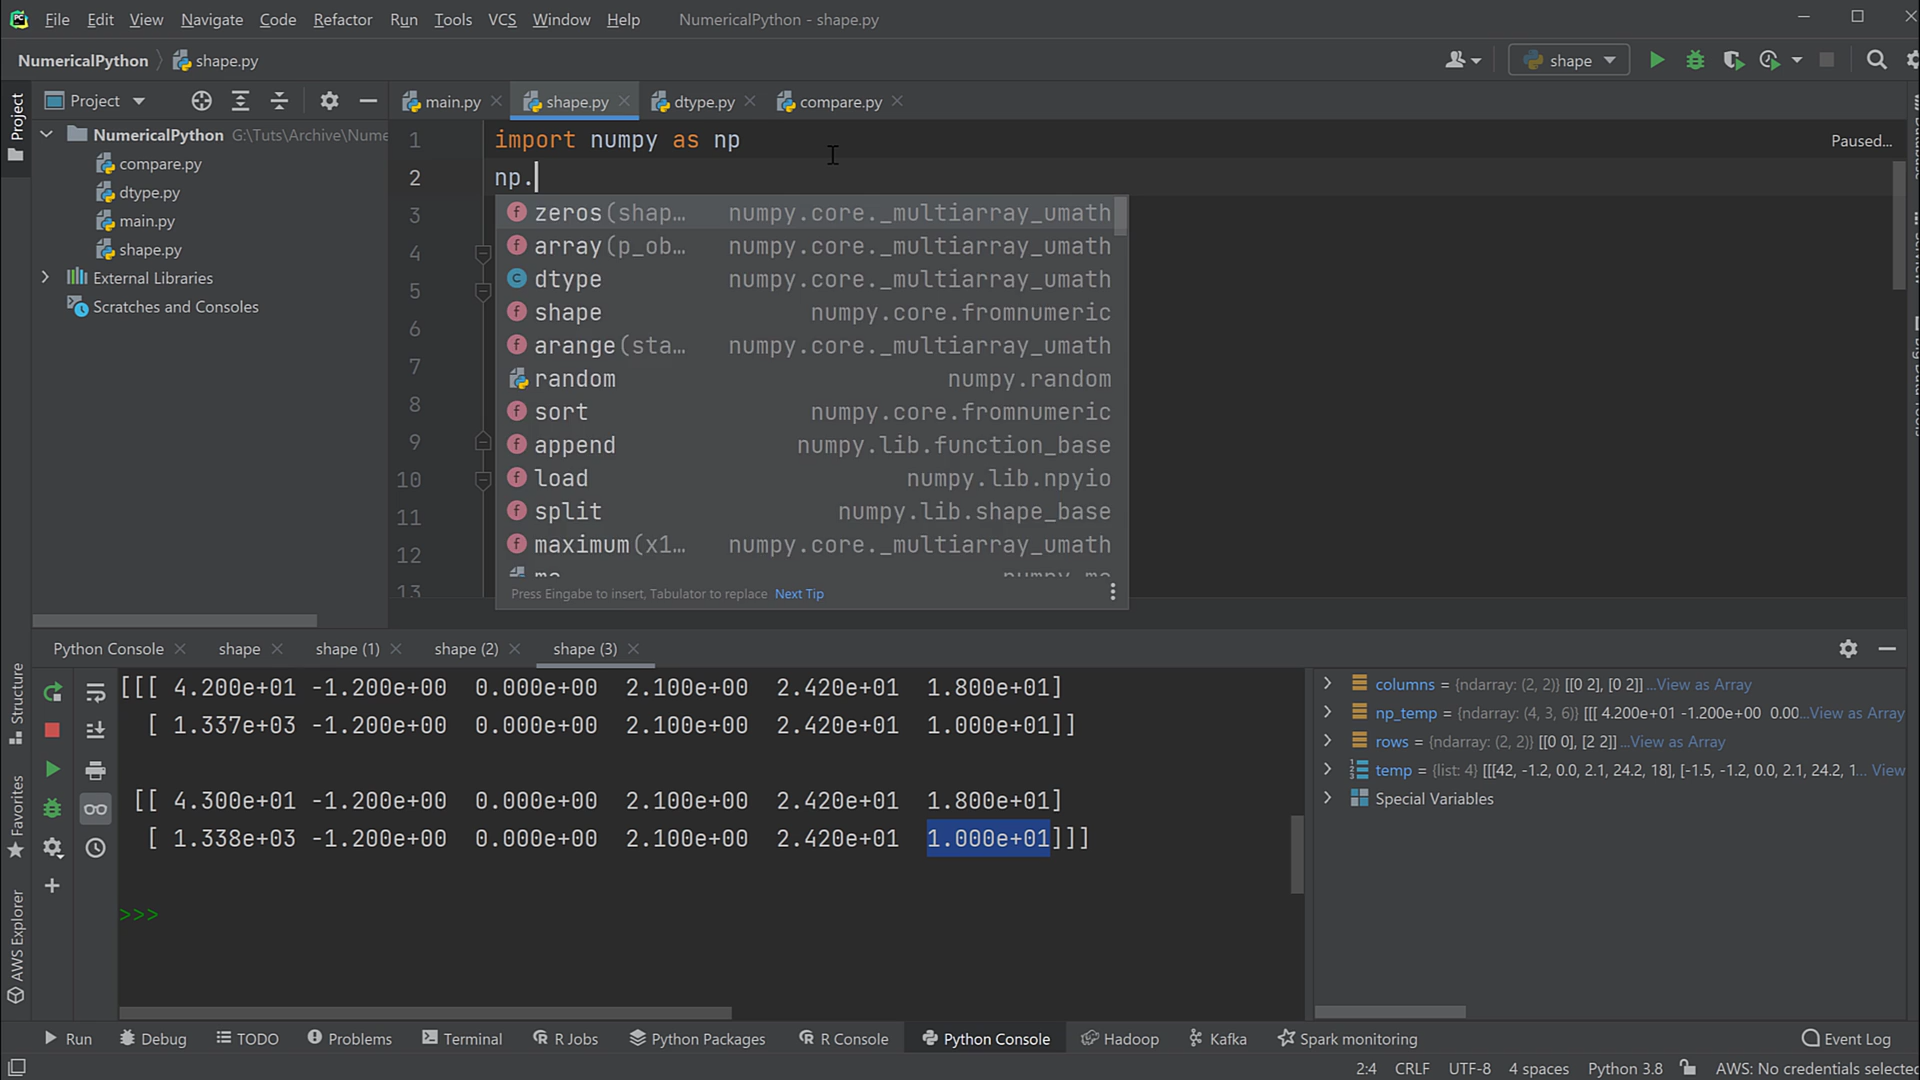 File Edit View Navigate Code Refactor Run Tools VCS Window Help NumericalPython - shape.py
NumericalPython shape.py shape
Project main.py shape.py dtype.py compare.py
Project
NumericalPython G:\Tuts\Archive\Nume
compare.py
dtype.py
main.py
shape.py
External Libraries
Scratches and Consoles
1 import numpy as np
Paused...
2 np.
3
4
5
6
7
8
9
10
11
12
13
zeros(shap... numpy.core._multiarray_umath
array(p_ob... numpy.core._multiarray_umath
dtype numpy.core._multiarray_umath
shape numpy.core.fromnumeric
arange(sta... numpy.core._multiarray_umath
random numpy.random
sort numpy.core.fromnumeric
append numpy.lib.function_base
load numpy.lib.npyio
split numpy.lib.shape_base
maximum(x1... numpy.core._multiarray_umath
ma numpy.ma
Press Eingabe to insert, Tabulator to replace Next Tip
Python Console shape shape (1) shape (2) shape (3)
[[[ 4.200e+01 -1.200e+00 0.000e+00 2.100e+00 2.420e+01 1.800e+01]
[ 1.337e+03 -1.200e+00 0.000e+00 2.100e+00 2.420e+01 1.000e+01]]
[[ 4.300e+01 -1.200e+00 0.000e+00 2.100e+00 2.420e+01 1.800e+01]
[ 1.338e+03 -1.200e+00 0.000e+00 2.100e+00 2.420e+01 1.000e+01]]]
>>>
columns = {ndarray: (2, 2)} [[0 2], [0 2]] ...View as Array
np_temp = {ndarray: (4, 3, 6)} [[[ 4.200e+01 -1.200e+00 0.00...View as Array
rows = {ndarray: (2, 2)} [[0 0], [2 2]] ...View as Array
temp = {list: 4} [[[42, -1.2, 0.0, 2.1, 24.2, 18], [-1.5, -1.2, 0.0, 2.1, 24.2, 1... View
Special Variables
Structure
Favorites
AWS Explorer
Run Debug TODO Problems Terminal R Jobs Python Packages R Console Python Console Hadoop Kafka Spark monitoring Event Log
2:4 CRLF UTF-8 4 spaces Python 3.8 AWS: No credentials selected